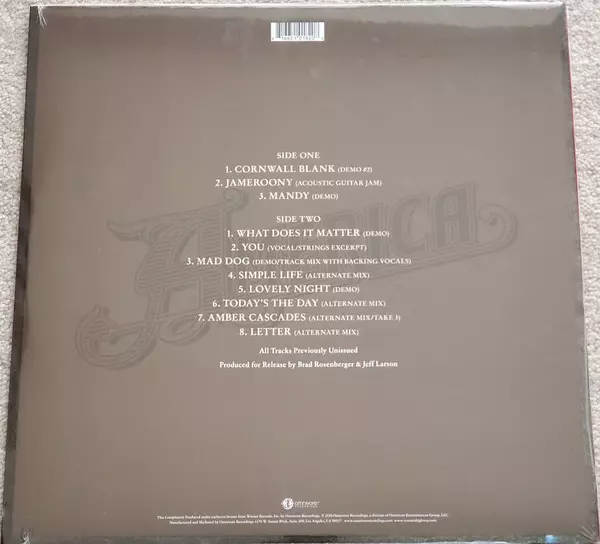 SIDE ONE
1. CORNWALL BLANK (DEMO #2)
2. JAMEROONY (ACOUSTIC GUITAR JAM)
3. MANDY (DEMO)
SIDE TWO
1. WHAT DOES IT MATTER (DEMO)
2. YOU (VOCAL/STRINGS EXCERPT)
3. MAD DOG (DEMO/TRACK MIX WITH BACKING VOCALS)
4. SIMPLE LIFE (ALTERNATE MIX)
5. LOVELY NIGHT (DEMO)
6. TODAY'S THE DAY (ALTERNATE MIX)
7. AMBER CASCADES (ALTERNATE MIX/TAKE 3)
8. LETTER (ALTERNATE MIX)
AMERICA
All Tracks Previously Unissued
Produced for Release by Brad Rosenberger & Jeff Larson
omnivore
RECORDINGS